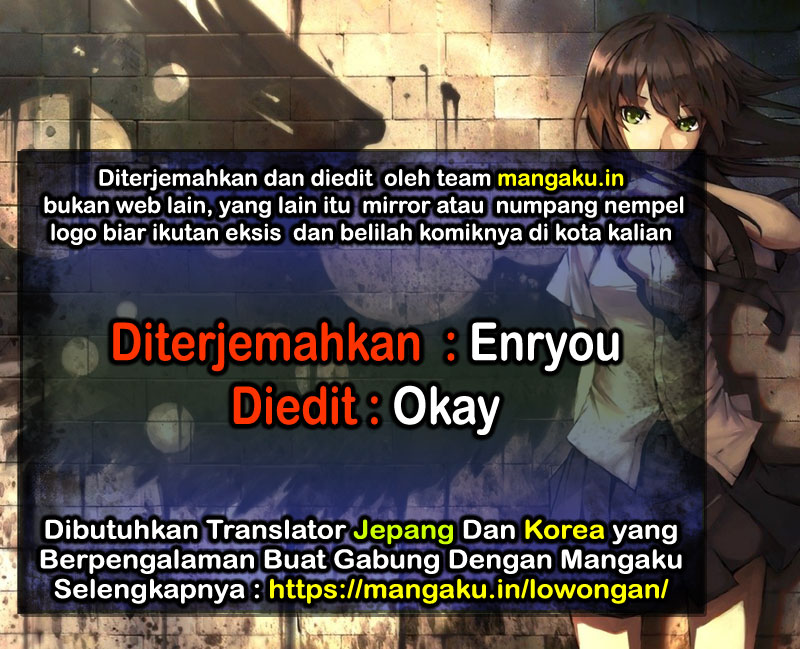 Diterjemahkan dan diedit oleh team mangaku.in
bukan web lain, yang lain itu mirror atau numpang nempel
logo biar ikutan eksis dan belilah komiknya di kota kalian
Diterjemahkan : Enryou
Diedit : Okay
Dibutuhkan Translator Jepang Dan Korea yang
Berpengalaman Buat Gabung Dengan Mangaku
Selengkapnya : https://mangaku.in/lowongan/